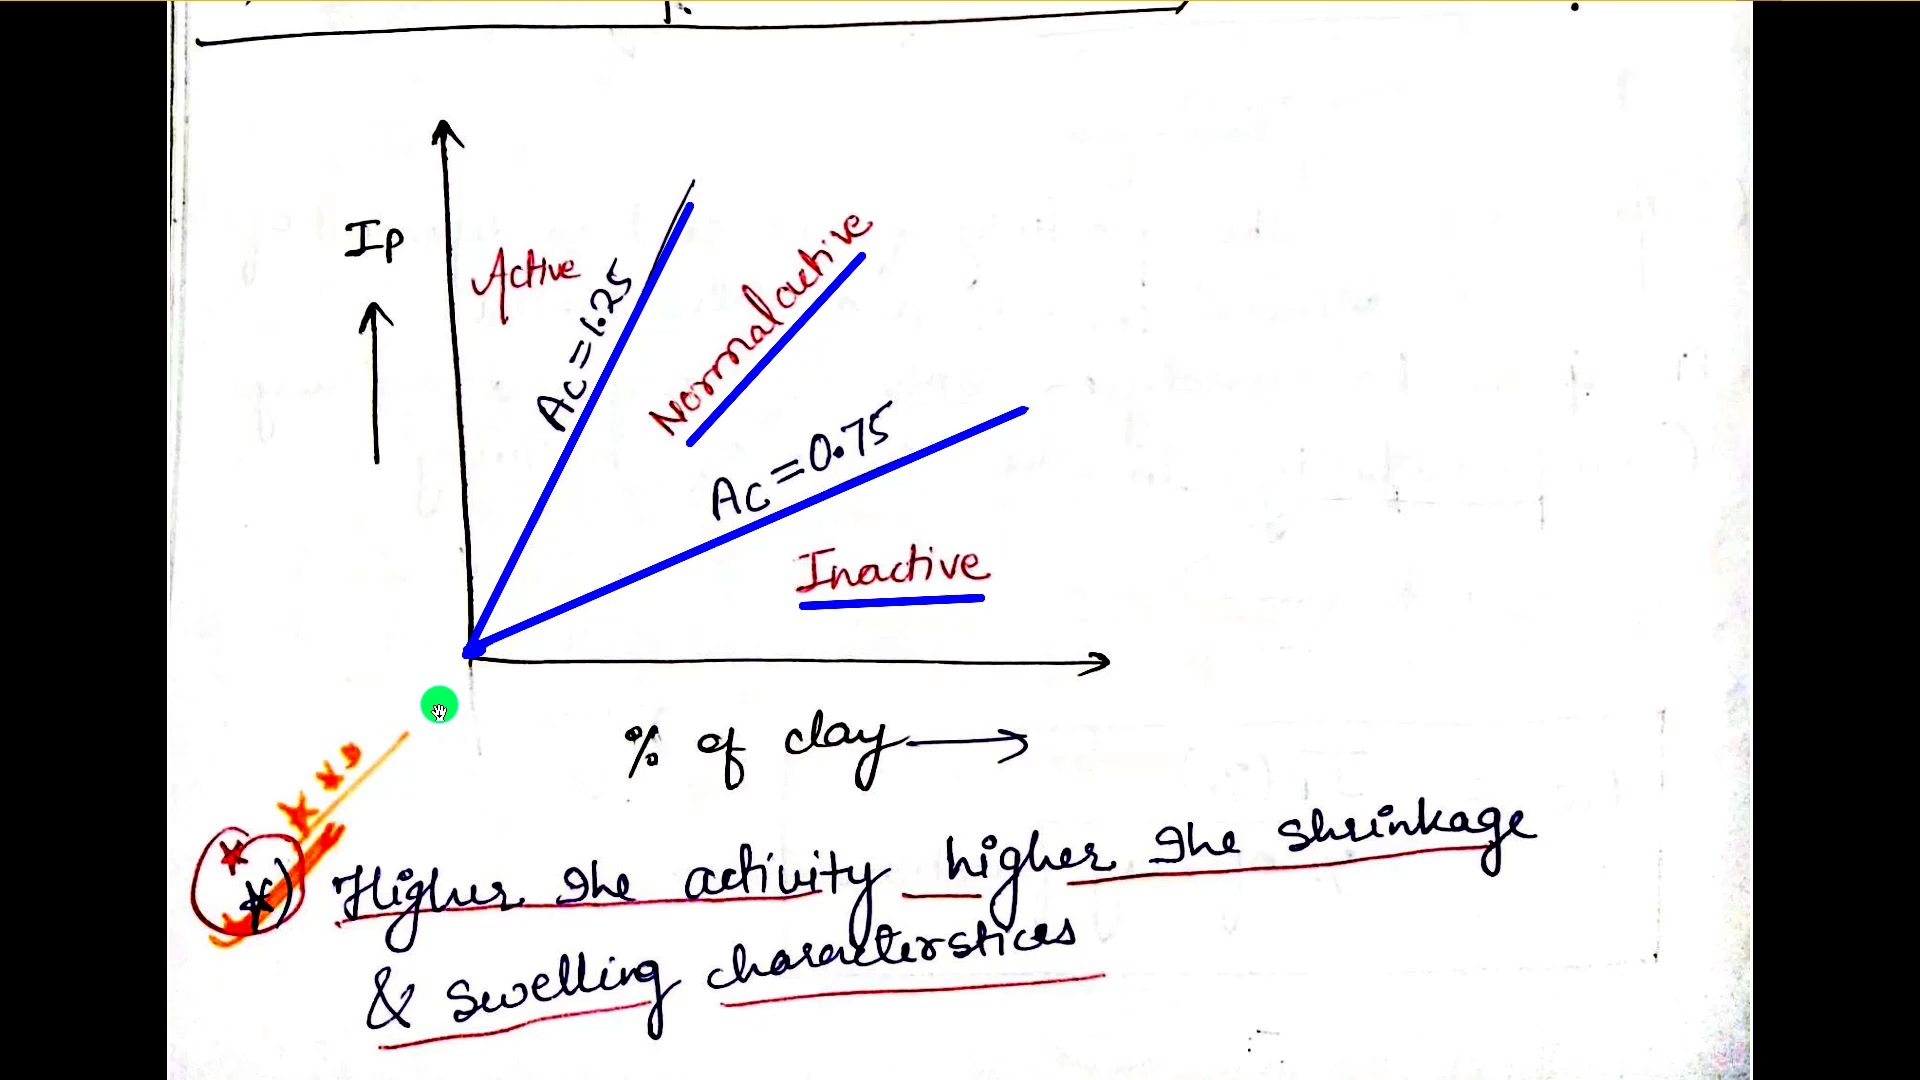 Ip
Active
Ac=1.25
Normal active
Ac=0.75
Inactive
% of clay
*) Higher the activity higher the shrinkage
& swelling characterstics